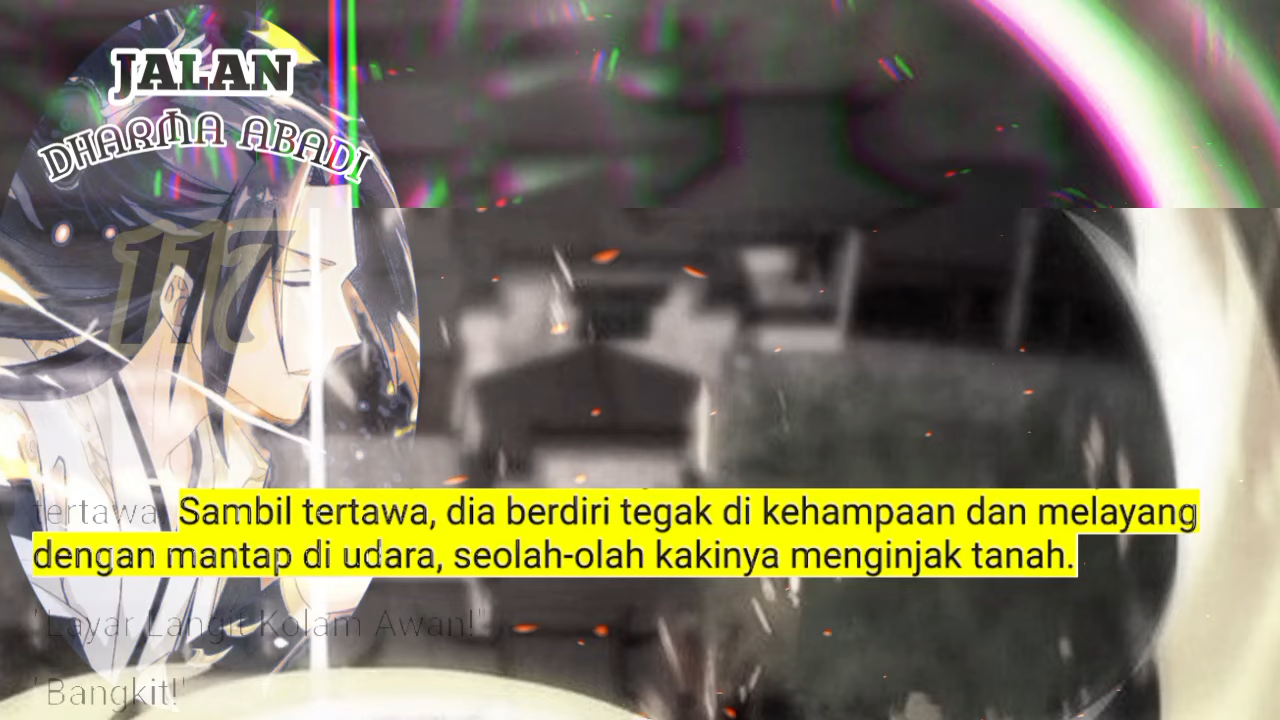 JALAN
DHARMA ABADI
117
tertawa. Sambil tertawa, dia berdiri tegak di kehampaan dan melayang
dengan mantap di udara, seolah-olah kakinya menginjak tanah.
'Layar Langit Kolam Awan!'
'Bangkit!'